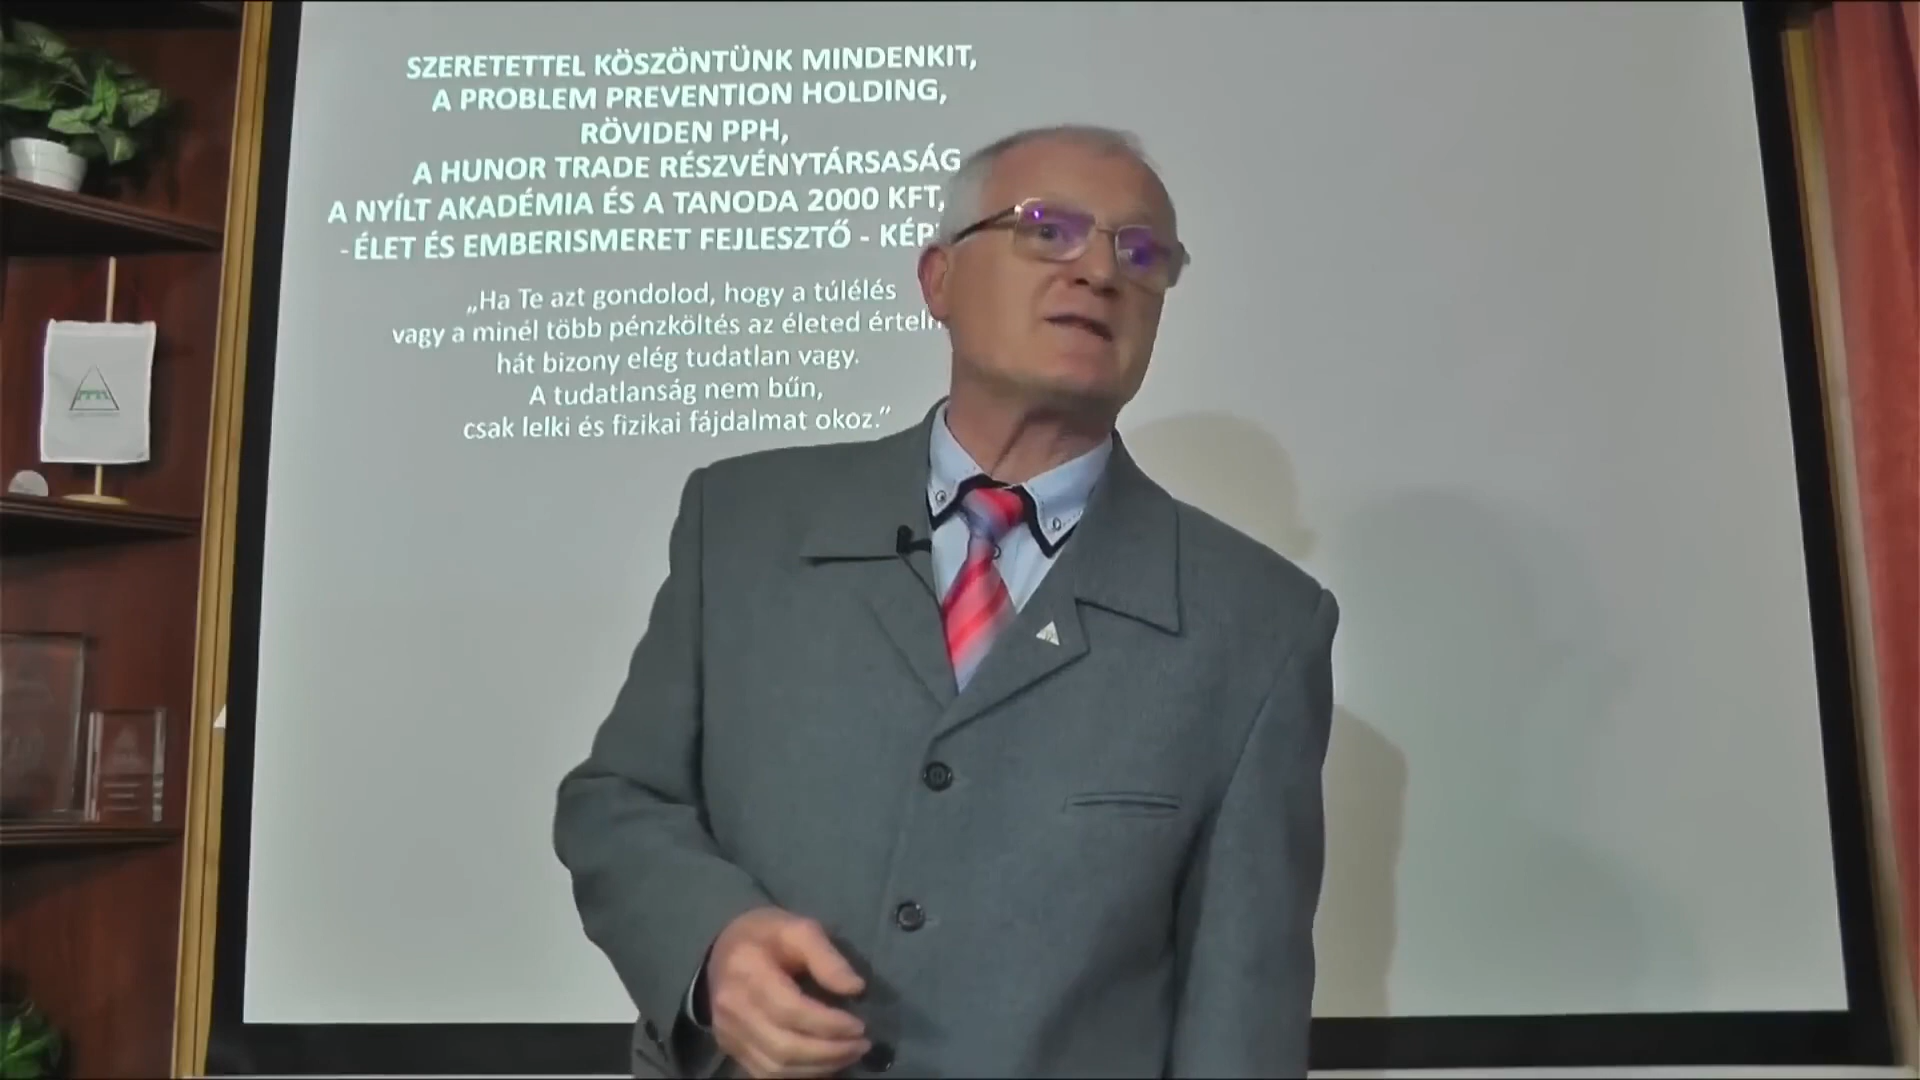 SZERETETTEL KÖSZÖNTÜNK MINDENKIT,
A PROBLEM PREVENTION HOLDING,
RÖVIDEN PPH,
A HUNOR TRADE RÉSZVÉNYTÁRSASÁG
A NYÍLT AKADÉMIA ÉS A TANODA 2000 KFT,
- ÉLET ÉS EMBERISMERET FEJLESZTŐ -
„Ha Te azt gondolod, hogy a túlélés
vagy a minél több pénzköltés az életed
hát bizony elég tudatlan vagy.
A tudatlanság nem bűn,
csak lelki és fizikai fájdalmat okoz.”